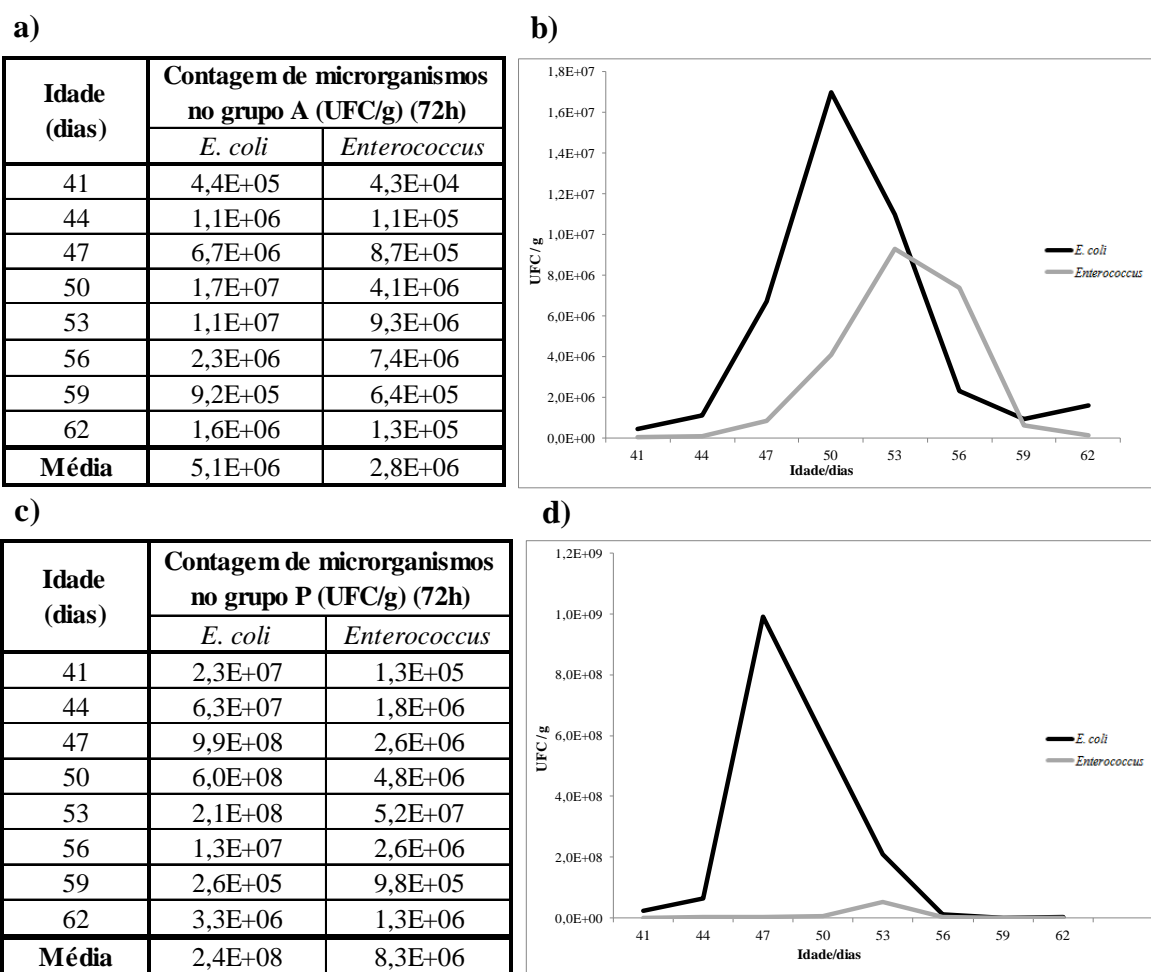 a)
Idade (dias) Contagem de microrganismos no grupo A (UFC/g) (72h)
E. coli Enterococcus
41 4,4E+05 4,3E+04
44 1,1E+06 1,1E+05
47 6,7E+06 8,7E+05
50 1,7E+07 4,1E+06
53 1,1E+07 9,3E+06
56 2,3E+06 7,4E+06
59 9,2E+05 6,4E+05
62 1,6E+06 1,3E+05
Média 5,1E+06 2,8E+06
b)
1,8E+07
1,6E+07
1,4E+07
1,2E+07
1,0E+07
8,0E+06
6,0E+06
4,0E+06
2,0E+06
0,0E+00
UFC/g
41 44 47 50 53 56 59 62
Idade/dias
E. coli
Enterococcus
c)
Idade (dias) Contagem de microrganismos no grupo P (UFC/g) (72h)
E. coli Enterococcus
41 2,3E+07 1,3E+05
44 6,3E+07 1,8E+06
47 9,9E+08 2,6E+06
50 6,0E+08 4,8E+06
53 2,1E+08 5,2E+07
56 1,3E+07 2,6E+06
59 2,6E+05 9,8E+05
62 3,3E+06 1,3E+06
Média 2,4E+08 8,3E+06
d)
1,2E+09
1,0E+09
8,0E+08
6,0E+08
4,0E+08
2,0E+08
0,0E+00
UFC/g
41 44 47 50 53 56 59 62
Idade/dias
E. coli
Enterococcus